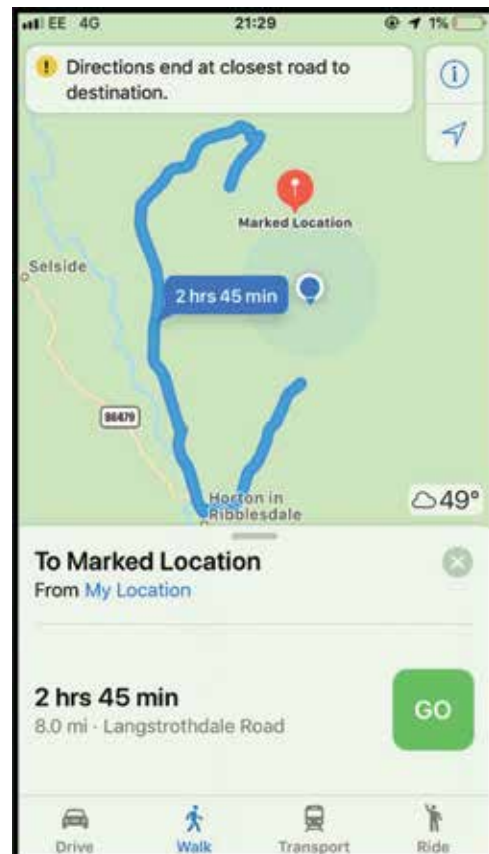 EE 4G 21:29 1%
Directions end at closest road to
destination.
Marked Location
Selside
2 hrs 45 min
B6479
Horton in
Ribblesdale
49°
To Marked Location
From My Location
2 hrs 45 min
8.0 mi · Langstrothdale Road
GO
Drive Walk Transport Ride